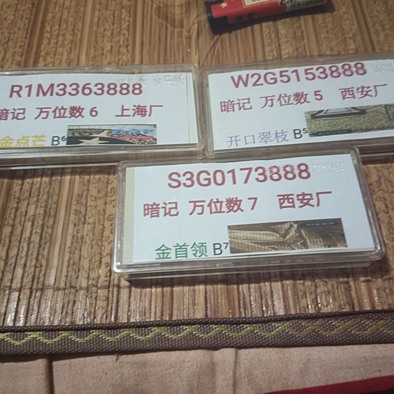 R1M3363888
暗记 万位数 6 上海厂
金点芒 B⁶
W2G5153888
暗记 万位数 5 西安厂
开口翠枝 B⁵
S3G0173888
暗记 万位数 7 西安厂
金首领 B⁷